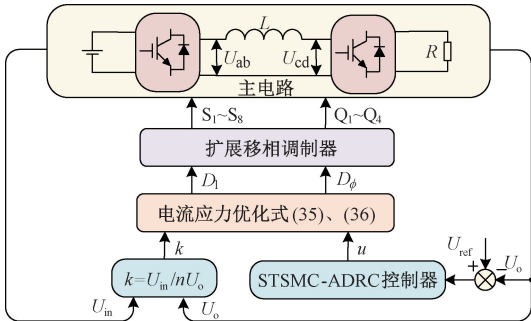 L
U_ab
U_cd
R
主电路
S_1~S_8
Q_1~Q_4
扩展移相调制器
D_1
D_ϕ
电流应力优化式(35)、(36)
k
u
U_ref
+
−
U_o
k=U_in/nU_o
STSMC-ADRC控制器
U_in
U_o